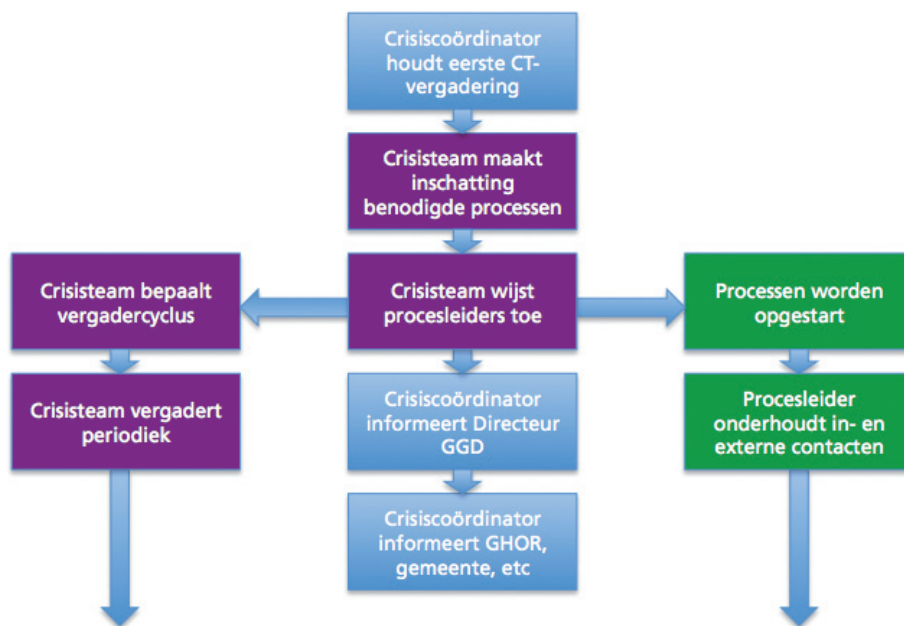 Crisiscoördinator
houdt eerste CT-
vergadering
Crisisteam maakt
inschatting
benodigde processen
Crisisteam bepaalt
vergadercyclus
Crisisteam wijst
procesleiders toe
Processen worden
opgestart
Crisisteam vergadert
periodiek
Crisiscoördinator
informeert Directeur
GGD
Procesleider
onderhoudt in- en
externe contacten
Crisiscoördinator
informeert GHOR,
gemeente, etc